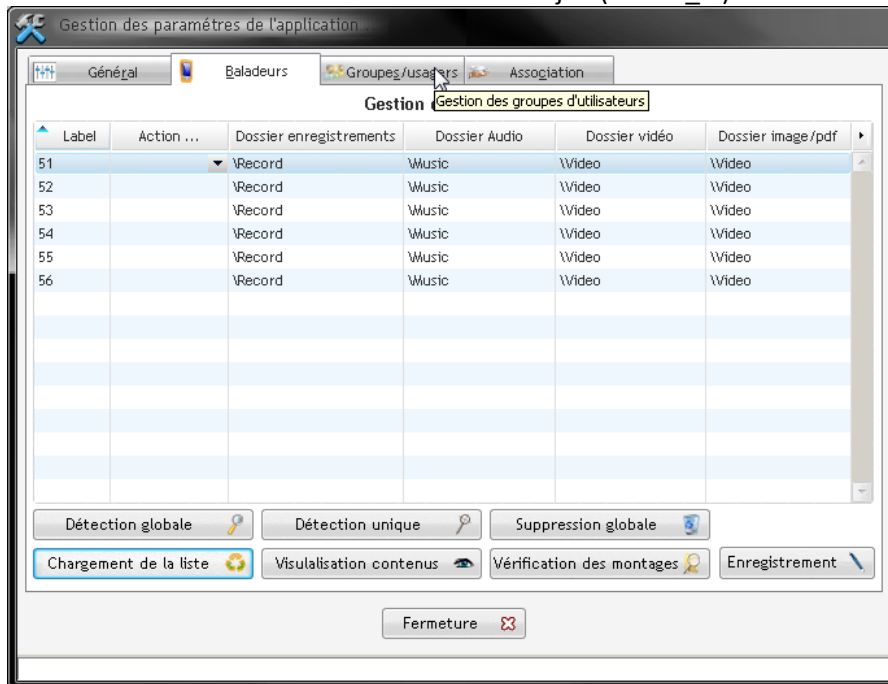 Gestion des paramétres de l'application
Général Baladeurs Groupes/usagers Association
Gestion
Gestion des groupes d'utilisateurs
Label Action ... Dossier enregistrements Dossier Audio Dossier vidéo Dossier image/pdf
51 \Record \Music \Video \Video
52 \Record \Music \Video \Video
53 \Record \Music \Video \Video
54 \Record \Music \Video \Video
55 \Record \Music \Video \Video
56 \Record \Music \Video \Video
Détection globale Détection unique Suppression globale
Chargement de la liste Visulalisation contenus Vérification des montages Enregistrement
Fermeture